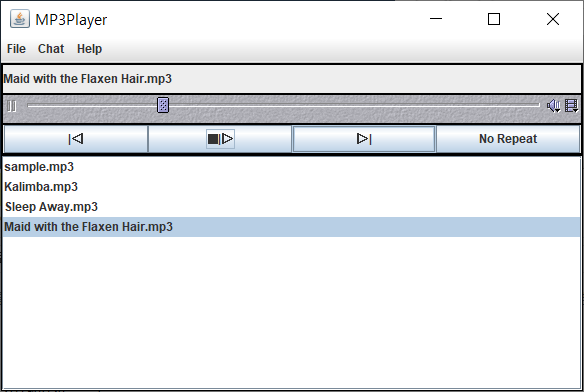 MP3Player
File Chat Help
Maid with the Flaxen Hair.mp3
No Repeat
sample.mp3
Kalimba.mp3
Sleep Away.mp3
Maid with the Flaxen Hair.mp3